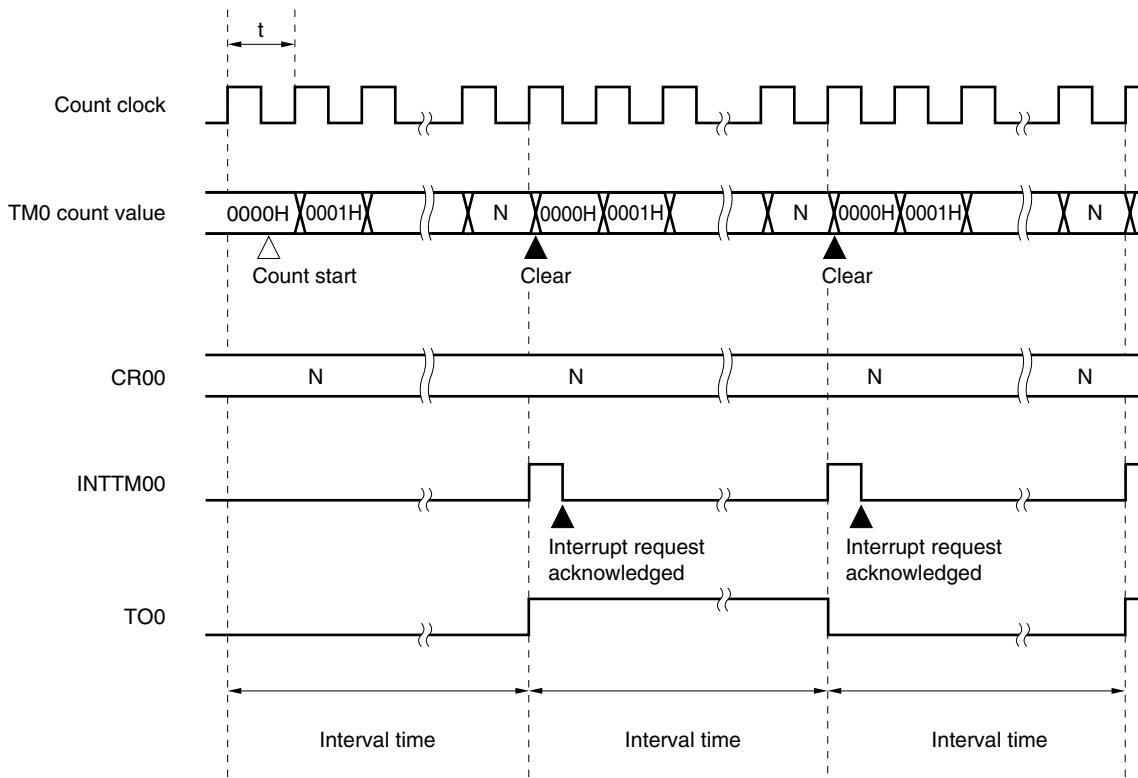 t
Count clock
TM0 count value
0000H 0001H N 0000H 0001H N 0000H 0001H N
Count start Clear Clear
CR00 N N N N
INTTM00
Interrupt request
acknowledged
Interrupt request
acknowledged
TO0
Interval time Interval time Interval time